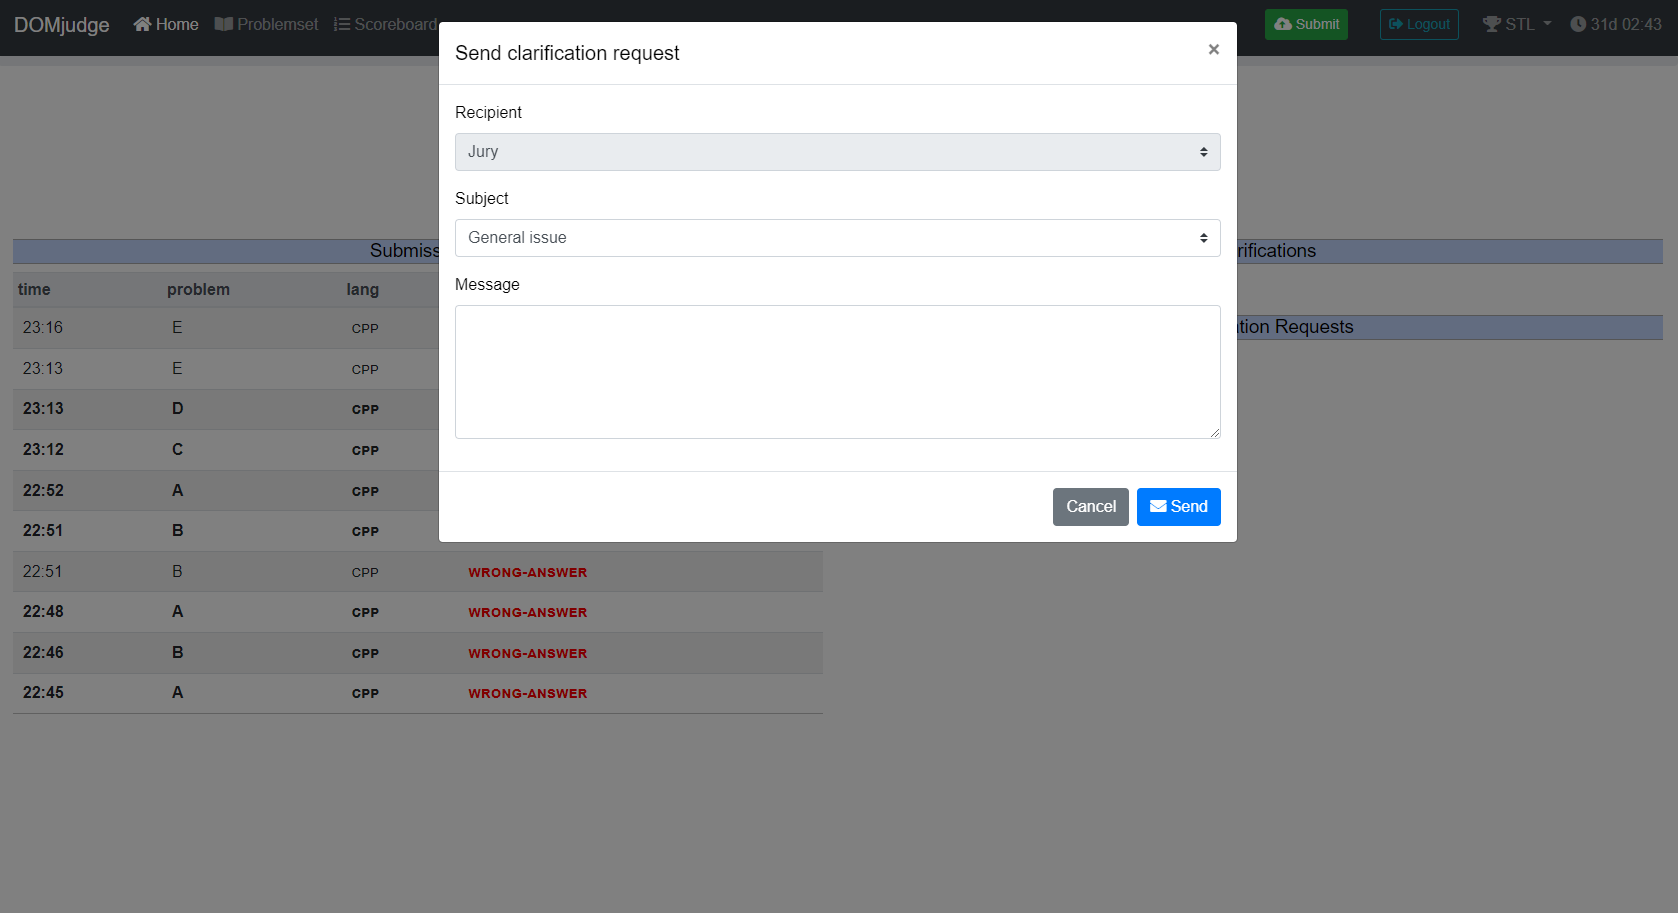 DOMjudge Home Problemset Scoreboard Submit Logout STL 31d 02:43
Send clarification request ×
Recipient
Jury
Subject
General issue
Message
Cancel Send
time problem lang
23:16 E CPP
23:13 E CPP
23:13 D CPP
23:12 C CPP
22:52 A CPP
22:51 B CPP
22:51 B CPP WRONG-ANSWER
22:48 A CPP WRONG-ANSWER
22:46 B CPP WRONG-ANSWER
22:45 A CPP WRONG-ANSWER
Requests